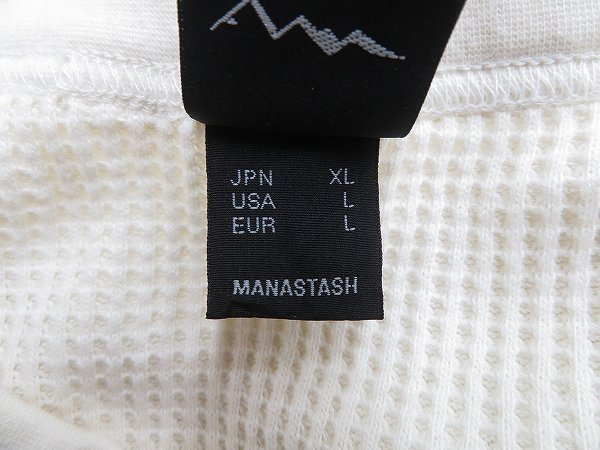 JPN XL
USA L
EUR L
MANASTASH